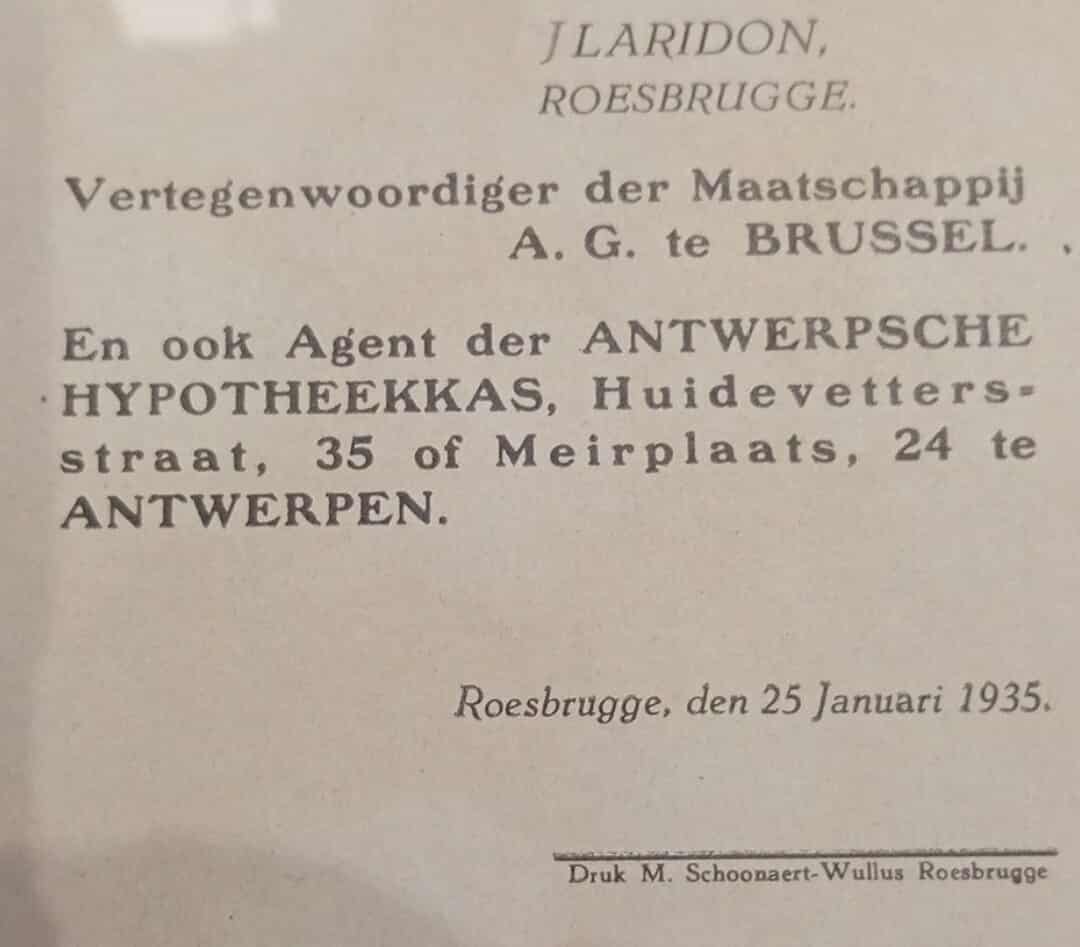 J LARIDON,
ROESBRUGGE.
Vertegenwoordiger der Maatschappij
A. G. te BRUSSEL.
En ook Agent der ANTWERPSCHE
HYPOTHEEKKAS, Huidevetters-
straat, 35 of Meirplaats, 24 te
ANTWERPEN.
Roesbrugge, den 25 Januari 1935.
Druk M. Schoonaert-Wullus Roesbrugge